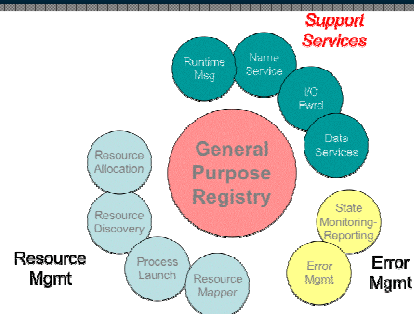 Support
Services
Runtime
Msg
Name
Service
I/O
Fwrd
Data
Services
General
Purpose
Registry
Resource
Allocation
Resource
Discovery
Process
Launch
Resource
Mapper
Resource
Mgmt
State
Monitoring-
Reporting
Error
Mgmt
Error
Mgmt